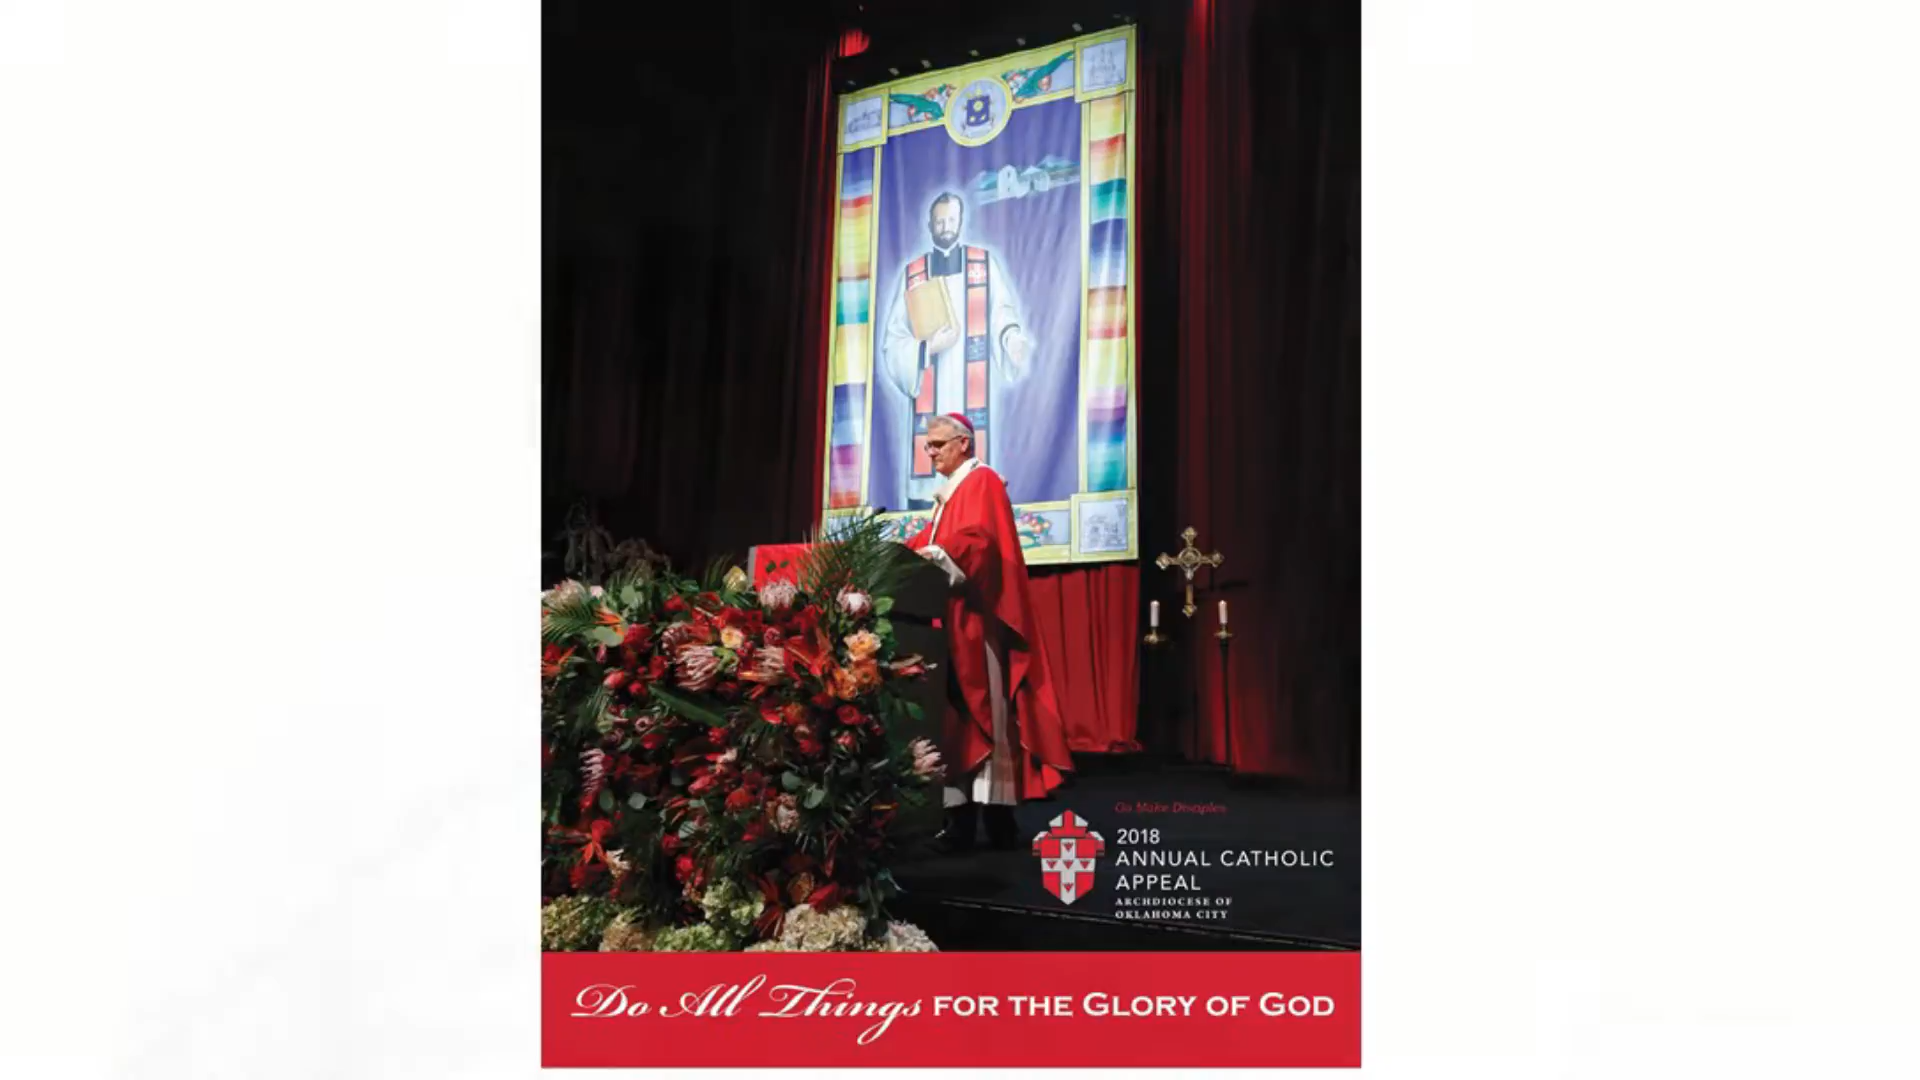 Go Make Disciples
2018
ANNUAL CATHOLIC
APPEAL
ARCHDIOCESE OF
OKLAHOMA CITY
Do All Things FOR THE GLORY OF GOD